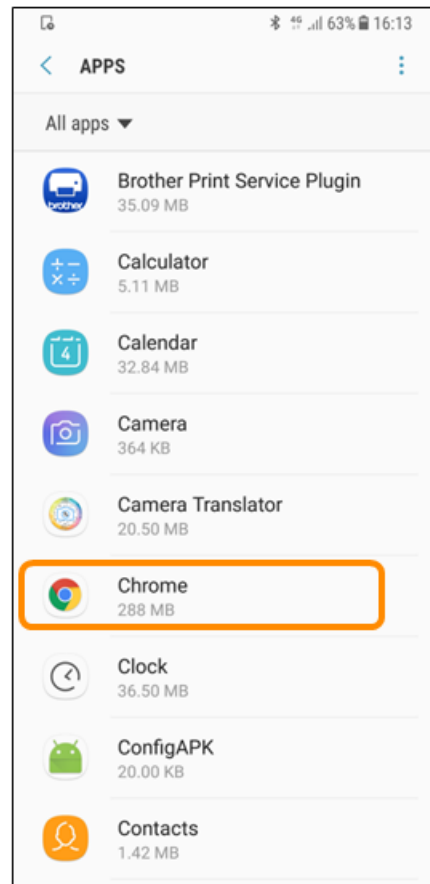 63% 16:13
APPS
All apps
brother
Brother Print Service Plugin
35.09 MB
Calculator
5.11 MB
4
Calendar
32.84 MB
Camera
364 KB
Camera Translator
20.50 MB
Chrome
288 MB
Clock
36.50 MB
ConfigAPK
20.00 KB
Contacts
1.42 MB